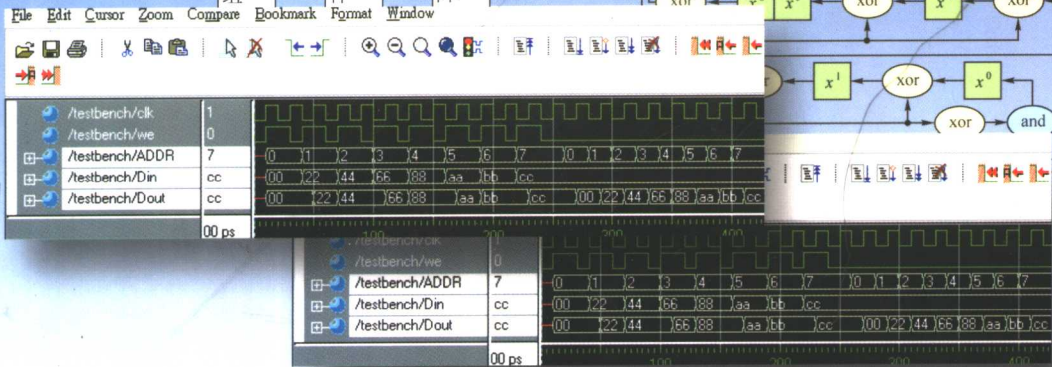 File Edit Cursor Zoom Compare Bookmark Format Window
xor x xor xor
x¹ xor x⁰
xor and
/testbench/clk 1
/testbench/we 0
/testbench/ADDR 7 0 1 2 3 4 5 6 7 0 1 2 3 4 5 6 7
/testbench/Din cc 00 22 44 66 88 aa bb cc
/testbench/Dout cc 00 22 44 66 88 aa bb cc 00 22 44 66 88 aa bb cc
00 ps 100 200 400
/testbench/clk 1
/testbench/we 0
/testbench/ADDR 7 0 1 2 3 4 5 6 7 0 1 2 3 4 5 6 7
/testbench/Din cc 00 22 44 66 88 aa bb cc
/testbench/Dout cc 00 22 44 66 88 aa bb cc 00 22 44 66 88 aa bb cc
00 ps 100 200 400